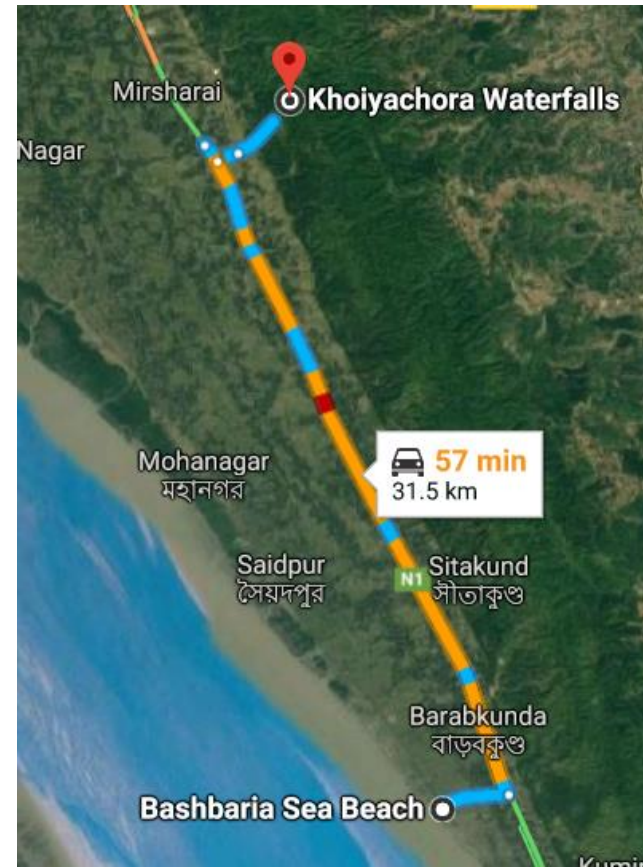 Mirsharai
Khoiyachora Waterfalls
Nagar
57 min
31.5 km
Mohanagar
মহানগর
Saidpur
সৈয়দপুর
N1
Sitakund
সীতাকুণ্ড
Barabkunda
বাড়বকুণ্ড
Bashbaria Sea Beach